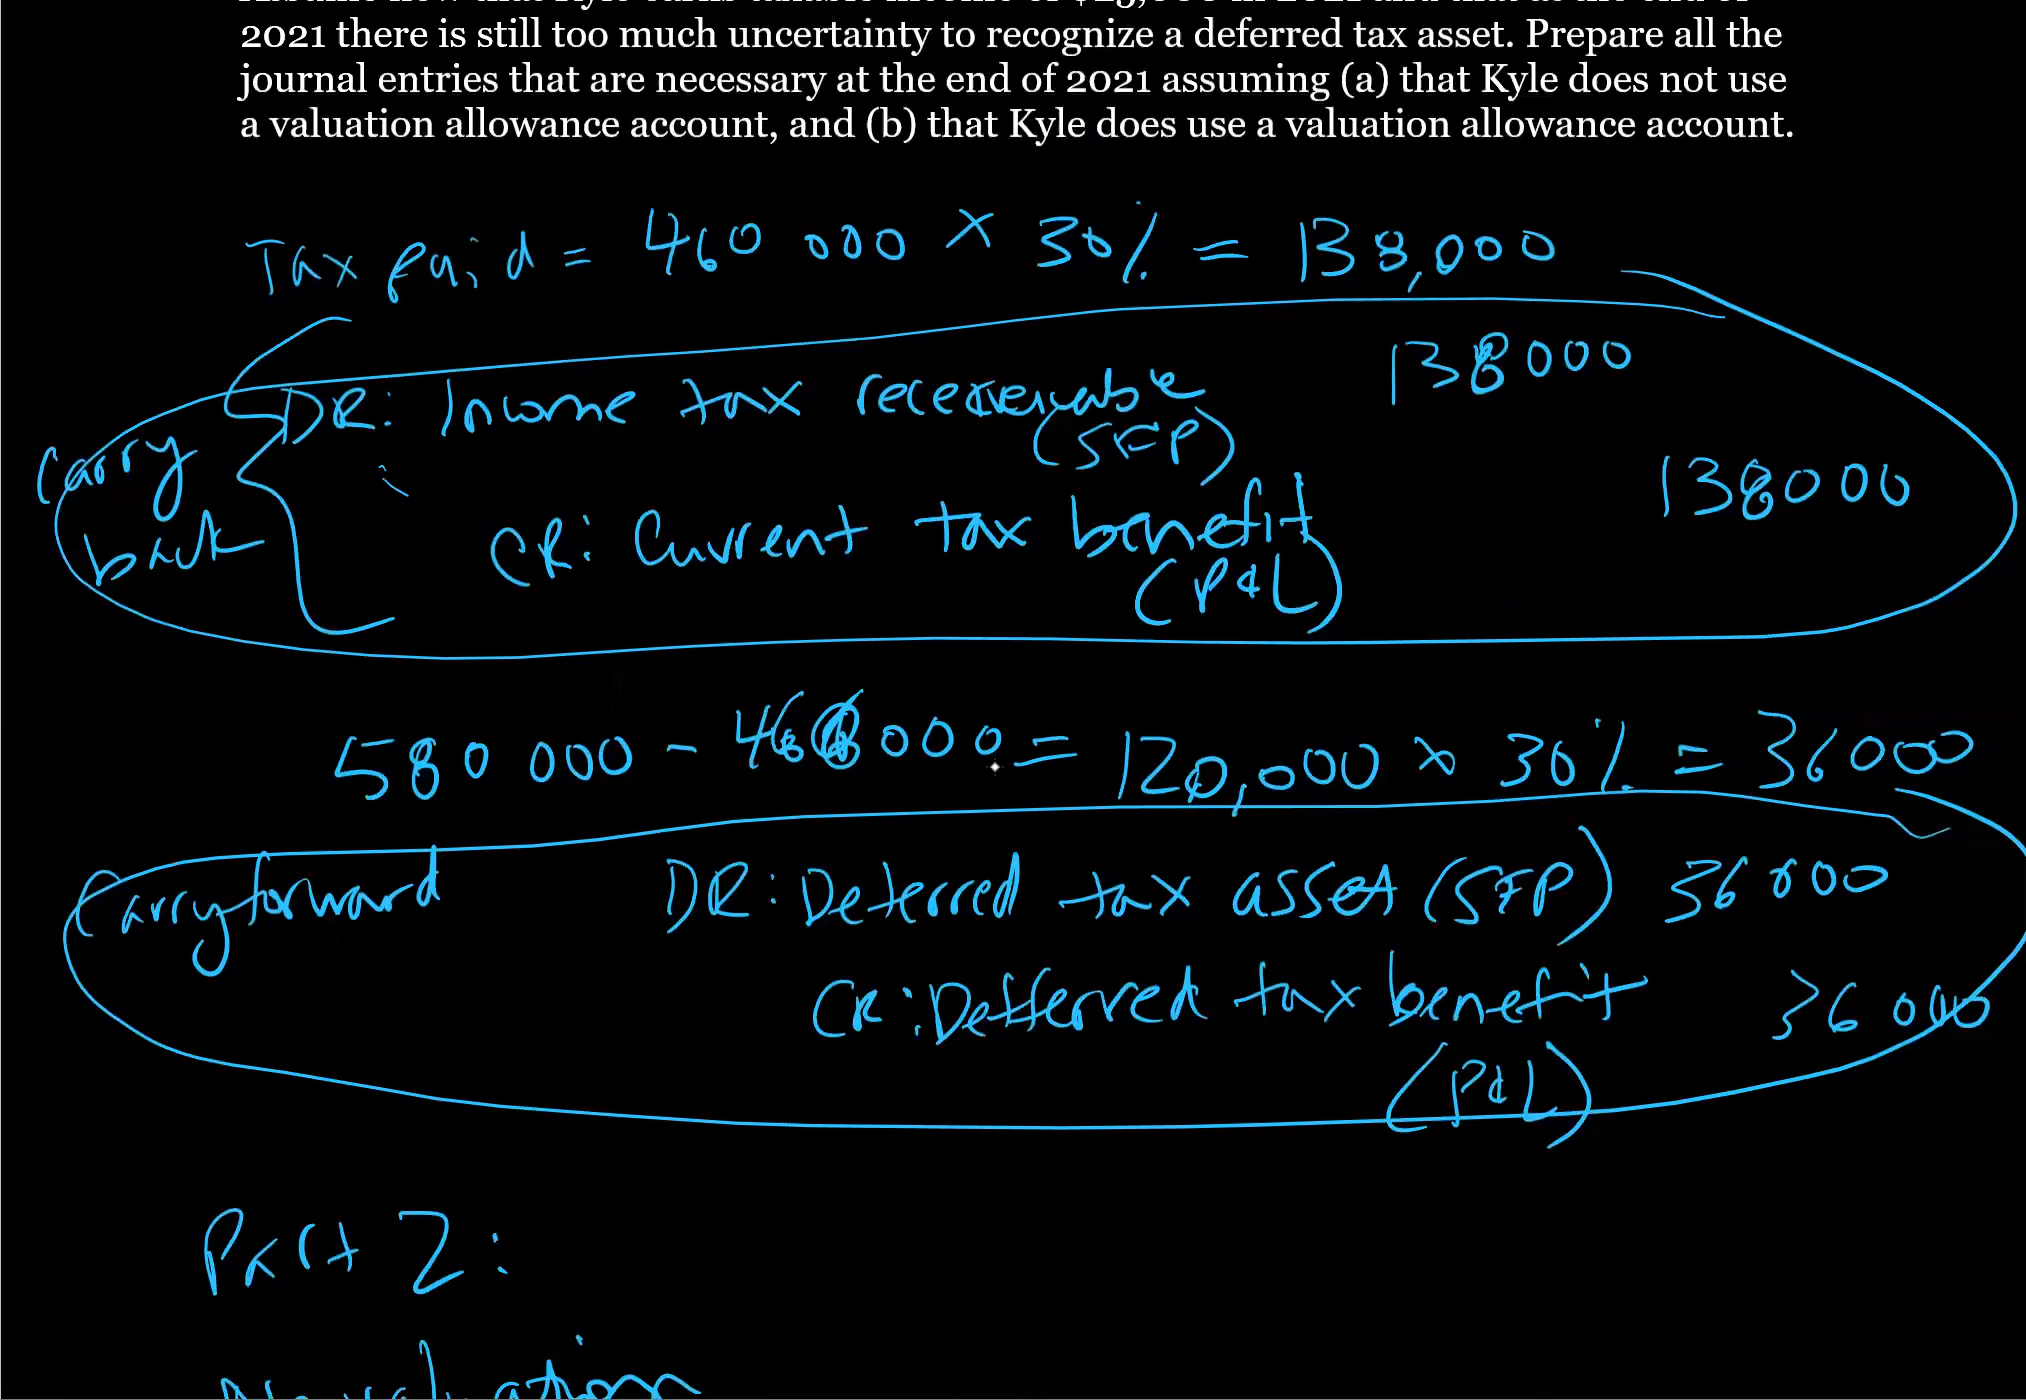 2021 there is still too much uncertainty to recognize a deferred tax asset. Prepare all the
journal entries that are necessary at the end of 2021 assuming (a) that Kyle does not use
a valuation allowance account, and (b) that Kyle does use a valuation allowance account.
Tax paid = 460 000 × 30% = 138,000
Carry back
DR: Income tax 138000
(SFP)
CR: Current tax benefit 138000
(P&L)
580 000 - 460 000 = 120,000 × 30% = 36000
Carryforward DR: Deferred tax asset (SFP) 36 000
CR: Defferred tax benefit 36 000
(P&L)
Part 2: